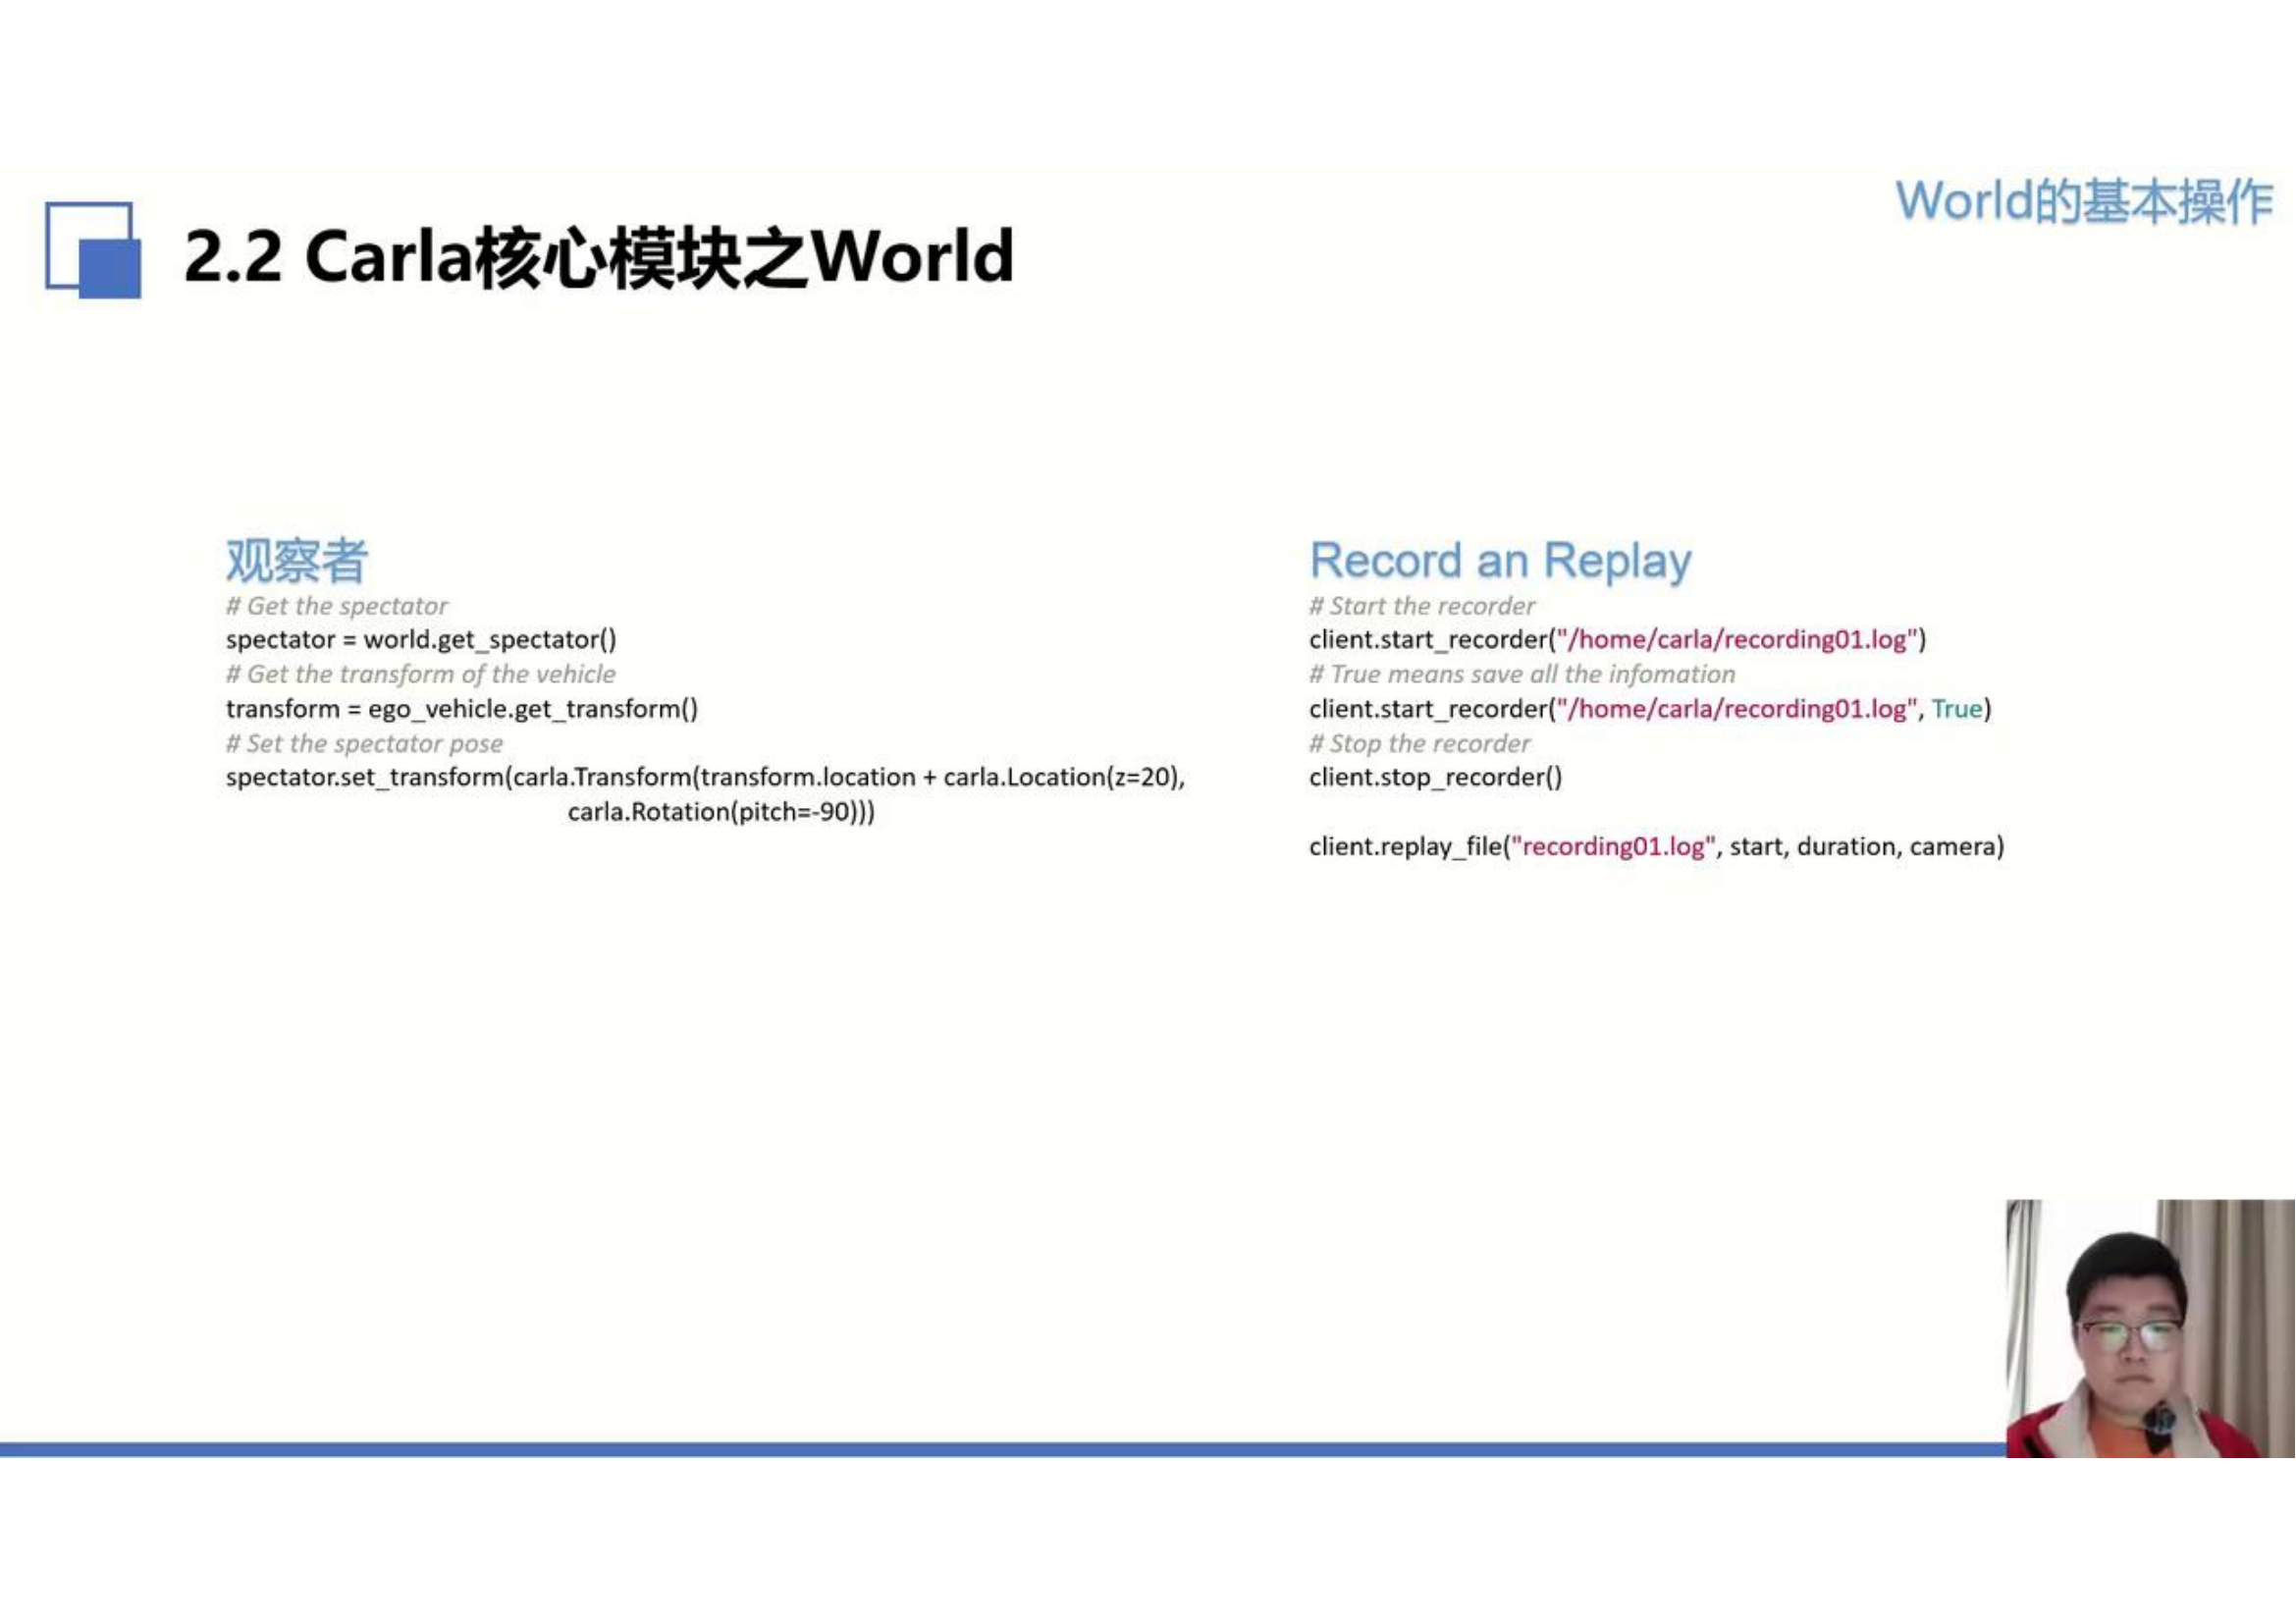 World的基本操作
2.2 Carla核心模块之World
观察者
# Get the spectator
spectator = world.get_spectator()
# Get the transform of the vehicle
transform = ego_vehicle.get_transform()
# Set the spectator pose
spectator.set_transform(carla.Transform(transform.location + carla.Location(z=20),
carla.Rotation(pitch=-90)))
Record an Replay
# Start the recorder
client.start_recorder("/home/carla/recording01.log")
# True means save all the infomation
client.start_recorder("/home/carla/recording01.log", True)
# Stop the recorder
client.stop_recorder()
client.replay_file("recording01.log", start, duration, camera)